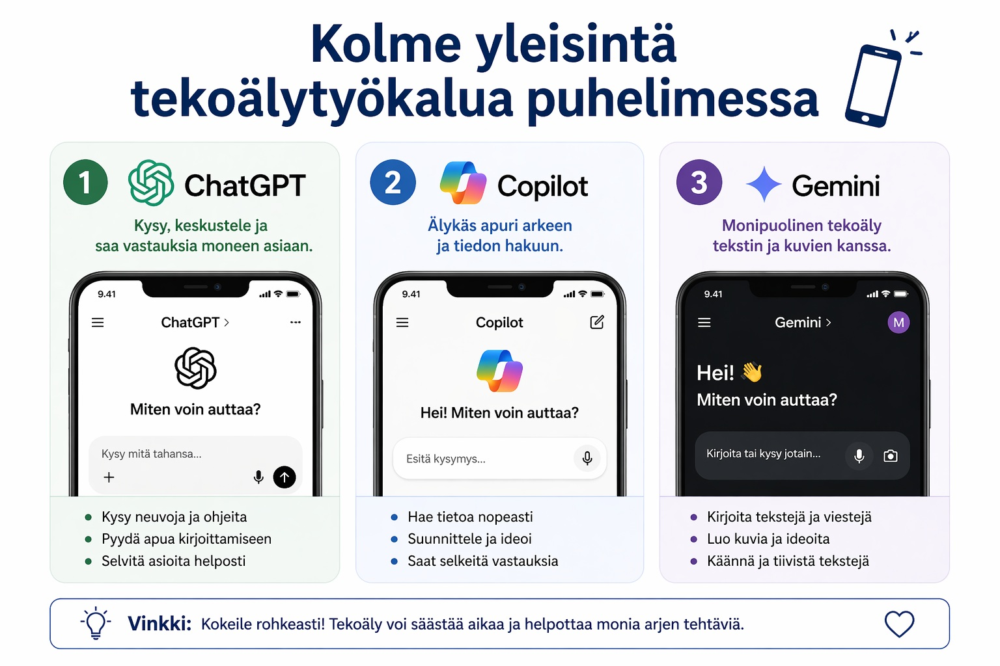 Kolme yleisintä
tekoälytyökalua puhelimessa
1
ChatGPT
Kysy, keskustele ja
saa vastauksia moneen asiaan.
9.41
ChatGPT >
...
Miten voin auttaa?
Kysy mitä tahansa...
+
Kysy neuvoja ja ohjeita
Pyydä apua kirjoittamiseen
Selvitä asioita helposti
2
Copilot
Älykäs apuri arkeen
ja tiedon hakuun.
9.41
Copilot
Hei! Miten voin auttaa?
Esitä kysymys...
Hae tietoa nopeasti
Suunnittele ja ideoi
Saat selkeitä vastauksia
3
Gemini
Monipuolinen tekoäly
tekstin ja kuvien kanssa.
9.41
Gemini >
M
Hei! 👋
Miten voin auttaa?
Kirjoita tai kysy jotain...
Kirjoita tekstejä ja viestejä
Luo kuvia ja ideoita
Käännä ja tiivistä tekstejä
Vinkki: Kokeile rohkeasti! Tekoäly voi säästää aikaa ja helpottaa monia arjen tehtäviä.